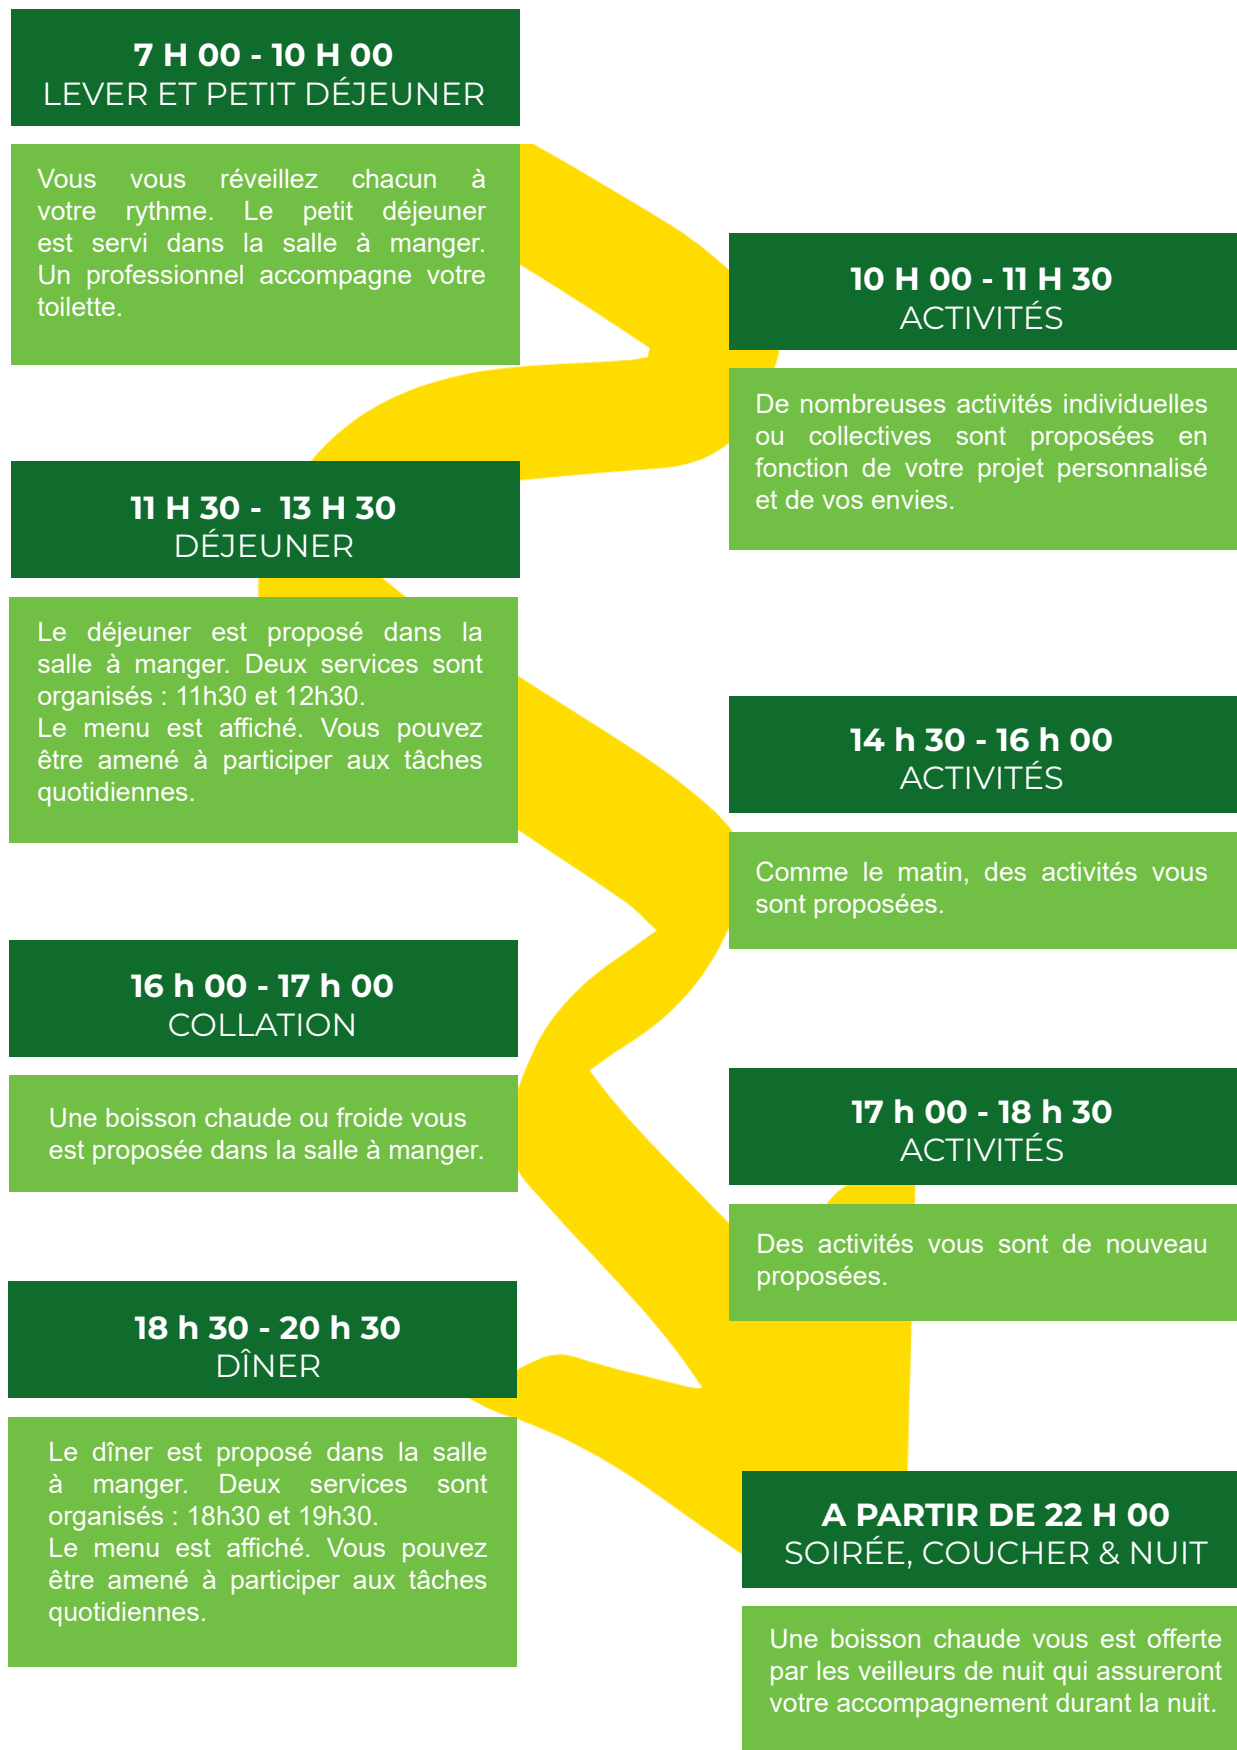 7 H 00 - 10 H 00
LEVER ET PETIT DÉJEUNER
Vous vous réveillez chacun à
votre rythme. Le petit déjeuner
est servi dans la salle à manger.
Un professionnel accompagne votre
toilette.
10 H 00 - 11 H 30
ACTIVITÉS
De nombreuses activités individuelles
ou collectives sont proposées en
fonction de votre projet personnalisé
et de vos envies.
11 H 30 - 13 H 30
DÉJEUNER
Le déjeuner est proposé dans la
salle à manger. Deux services sont
organisés : 11h30 et 12h30.
Le menu est affiché. Vous pouvez
être amené à participer aux tâches
quotidiennes.
14 h 30 - 16 h 00
ACTIVITÉS
Comme le matin, des activités vous
sont proposées.
16 h 00 - 17 h 00
COLLATION
Une boisson chaude ou froide vous
est proposée dans la salle à manger.
17 h 00 - 18 h 30
ACTIVITÉS
Des activités vous sont de nouveau
proposées.
18 h 30 - 20 h 30
DÎNER
Le dîner est proposé dans la salle
à manger. Deux services sont
organisés : 18h30 et 19h30.
Le menu est affiché. Vous pouvez
être amené à participer aux tâches
quotidiennes.
A PARTIR DE 22 H 00
SOIRÉE, COUCHER & NUIT
Une boisson chaude vous est offerte
par les veilleurs de nuit qui assureront
votre accompagnement durant la nuit.